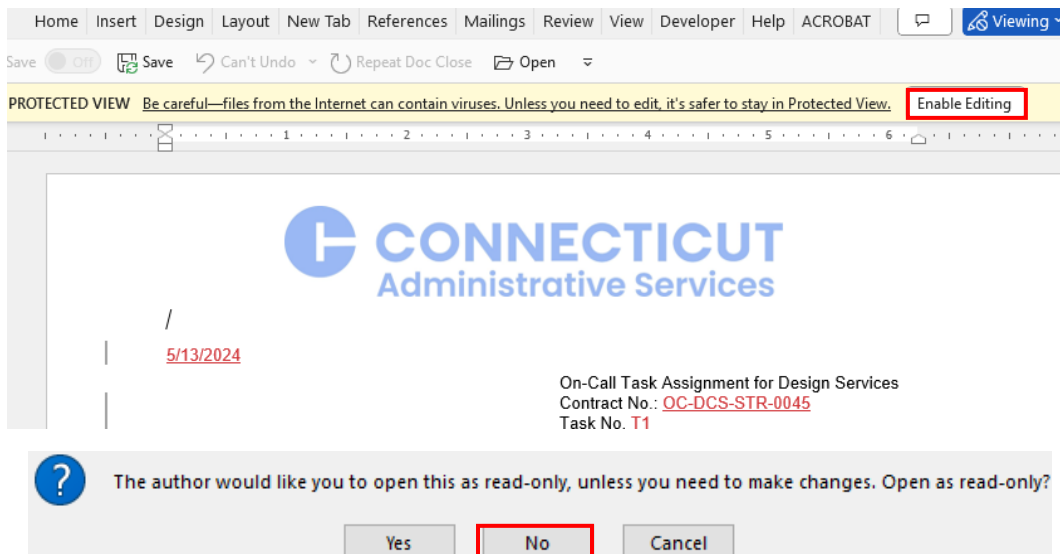 Home Insert Design Layout New Tab References Mailings Review View Developer Help ACROBAT Viewing
Save Off Save Can't Undo Repeat Doc Close Open
PROTECTED VIEW Be careful—files from the Internet can contain viruses. Unless you need to edit, it's safer to stay in Protected View. Enable Editing
1 2 3 4 5 6
CONNECTICUT
Administrative Services
/
5/13/2024
On-Call Task Assignment for Design Services
Contract No.: OC-DCS-STR-0045
Task No. T1
? The author would like you to open this as read-only, unless you need to make changes. Open as read-only?
Yes No Cancel